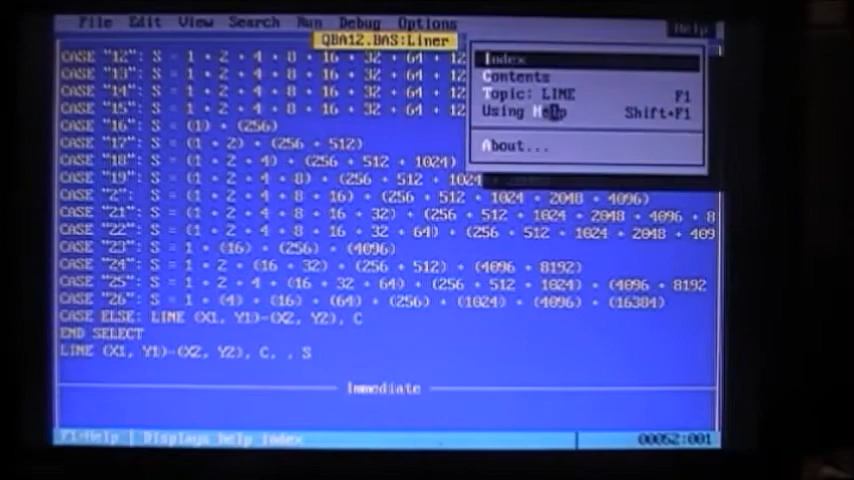 File Edit View Search Run Debug Options Help
QBA12.BAS:Liner
CASE "12": S = 1 + 2 + 4 + 8 + 16 + 32 + 64 + 12
CASE "13": S = 1 + 2 + 4 + 8 + 16 + 32 + 64 + 12
CASE "14": S = 1 + 2 + 4 + 8 + 16 + 32 + 64 + 12
CASE "15": S = 1 + 2 + 4 + 8 + 16 + 32 + 64 + 12
CASE "16": S = (1) + (256)
CASE "17": S = (1 + 2) + (256 + 512)
CASE "18": S = (1 + 2 + 4) + (256 + 512 + 1024)
CASE "19": S = (1 + 2 + 4 + 8) + (256 + 512 + 1024
CASE "2": S = (1 + 2 + 4 + 8 + 16) + (256 + 512 + 1024 + 2048 + 4096)
CASE "21": S = (1 + 2 + 4 + 8 + 16 + 32) + (256 + 512 + 1024 + 2048 + 4096 + 8
CASE "22": S = (1 + 2 + 4 + 8 + 16 + 32 + 64) + (256 + 512 + 1024 + 2048 + 409
CASE "23": S = 1 + (16) + (256) + (4096)
CASE "24": S = 1 + 2 + (16 + 32) + (256 + 512) + (4096 + 8192)
CASE "25": S = 1 + 2 + 4 + (16 + 32 + 64) + (256 + 512 + 1024) + (4096 + 8192
CASE "26": S = 1 + (4) + (16) + (64) + (256) + (1024) + (4096) + (16384)
CASE ELSE: LINE (X1, Y1)-(X2, Y2), C
END SELECT
LINE (X1, Y1)-(X2, Y2), C, , S
Index
Contents
Topic: LINE F1
Using Help Shift+F1
About...
Immediate
F1=Help | Displays help index 00052:001